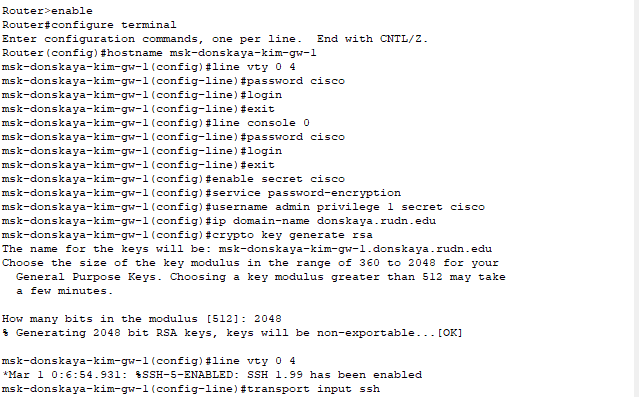 Router>enable
Router#configure terminal
Enter configuration commands, one per line.  End with CNTL/Z.
Router(config)#hostname msk-donskaya-kim-gw-1
msk-donskaya-kim-gw-1(config)#line vty 0 4
msk-donskaya-kim-gw-1(config-line)#password cisco
msk-donskaya-kim-gw-1(config-line)#login
msk-donskaya-kim-gw-1(config-line)#exit
msk-donskaya-kim-gw-1(config)#line console 0
msk-donskaya-kim-gw-1(config-line)#password cisco
msk-donskaya-kim-gw-1(config-line)#login
msk-donskaya-kim-gw-1(config-line)#exit
msk-donskaya-kim-gw-1(config)#enable secret cisco
msk-donskaya-kim-gw-1(config)#service password-encryption
msk-donskaya-kim-gw-1(config)#username admin privilege 1 secret cisco
msk-donskaya-kim-gw-1(config)#ip domain-name donskaya.rudn.edu
msk-donskaya-kim-gw-1(config)#crypto key generate rsa
The name for the keys will be: msk-donskaya-kim-gw-1.donskaya.rudn.edu
Choose the size of the key modulus in the range of 360 to 2048 for your
  General Purpose Keys. Choosing a key modulus greater than 512 may take
  a few minutes.

How many bits in the modulus [512]: 2048
% Generating 2048 bit RSA keys, keys will be non-exportable...[OK]

msk-donskaya-kim-gw-1(config)#line vty 0 4
*Mar 1 0:6:54.931: %SSH-5-ENABLED: SSH 1.99 has been enabled
msk-donskaya-kim-gw-1(config-line)#transport input ssh